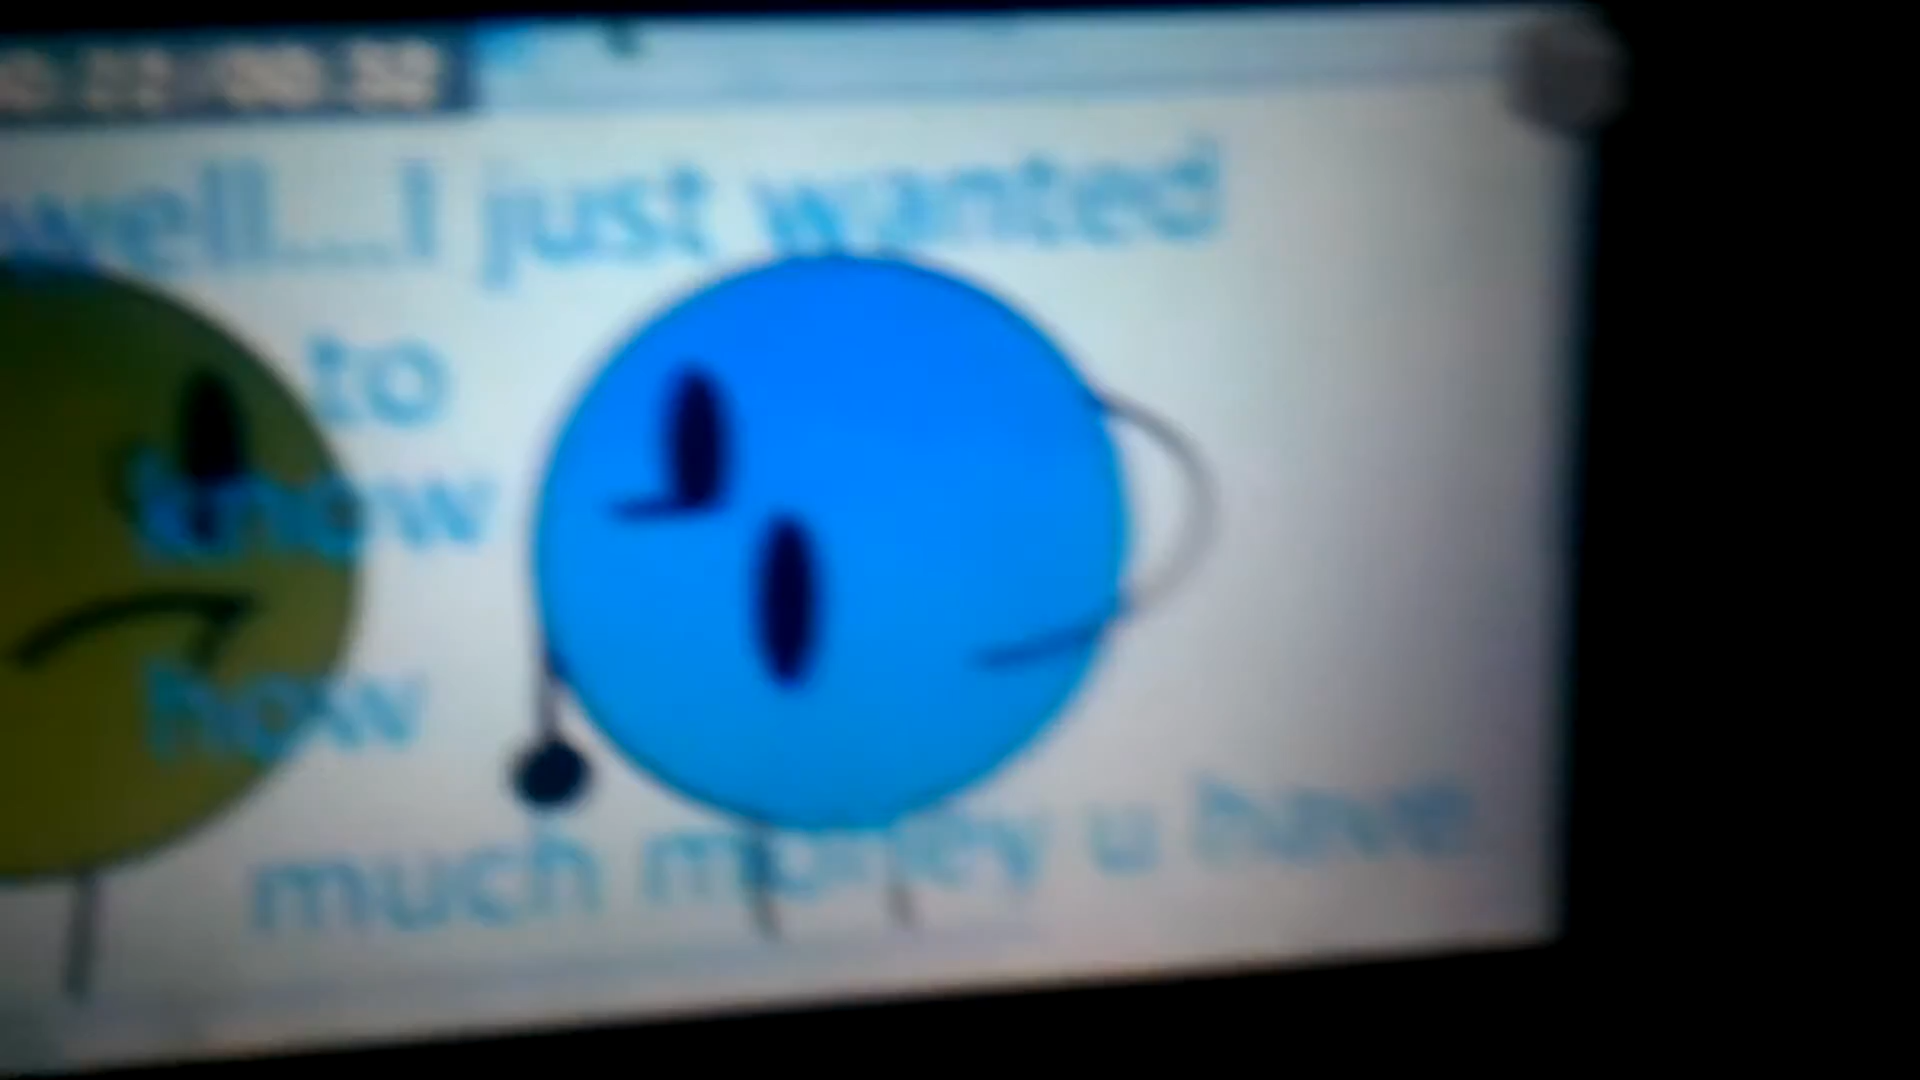 well....I just wanted
to
know
how
much money u have